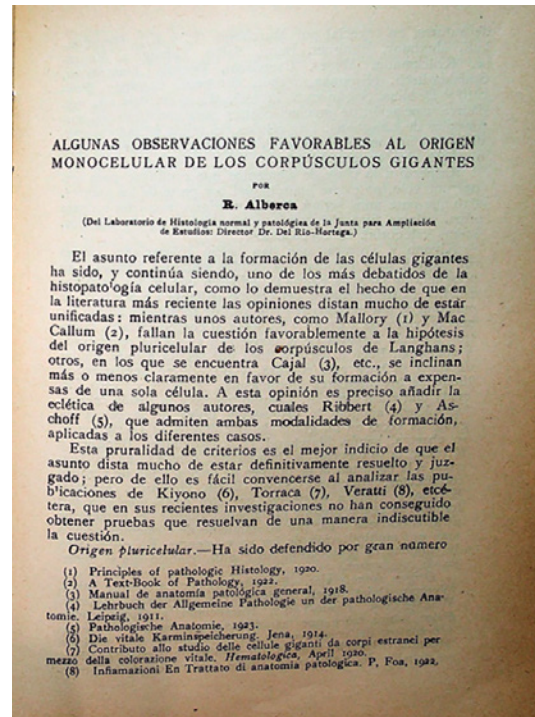 ALGUNAS OBSERVACIONES FAVORABLES AL ORIGEN
MONOCELULAR DE LOS CORPÚSCULOS GIGANTES
POR
R. Alberca
(Del Laboratorio de Histología normal y patológica de la Junta para Ampliación
de Estudios: Director Dr. Del Río-Hortega.)
El asunto referente a la formación de las células gigantes
ha sido, y continúa siendo, uno de los más debatidos de la
histopatología celular, como lo demuestra el hecho de que en
la literatura más reciente las opiniones distan mucho de estar
unificadas: mientras unos autores, como Mallory (1) y Mac
Callum (2), fallan la cuestión favorablemente a la hipótesis
del origen pluricelular de los corpúsculos de Langhans;
otros, en los que se encuentra Cajal (3), etc., se inclinan
más o menos claramente en favor de su formación a expen-
sas de una sola célula. A esta opinión es preciso añadir la
eclética de algunos autores, cuales Ribbert (4) y As-
choff (5), que admiten ambas modalidades de formación,
aplicadas a los diferentes casos.
Esta pruralidad de criterios es el mejor indicio de que el
asunto dista mucho de estar definitivamente resuelto y juz-
gado; pero de ello es fácil convencerse al analizar las pu-
b'icaciones de Kiyono (6), Torraca (7), Veratti (8), etcé-
tera, que en sus recientes investigaciones no han conseguido
obtener pruebas que resuelvan de una manera indiscutible
la cuestión.
Origen pluricelular.—Ha sido defendido por gran número
(1) Principles of pathologic Histology, 1920.
(2) A Text-Book of Pathology, 1922.
(3) Manual de anatomía patológica general, 1918.
(4) Lehrbuch der Allgemeine Pathologie un der pathologische Ana-
tomie. Leipzig, 1911.
(5) Pathologische Anatomie, 1923.
(6) Die vitale Karminspeicherung. Jena, 1914.
(7) Contributo allo studio delle cellule giganti da corpi estranei per
mezzo della colorazione vitale. Hematologica, April 1920.
(8) Infiamazioni En Trattato di anatomia patologica. P, Foa, 1922,